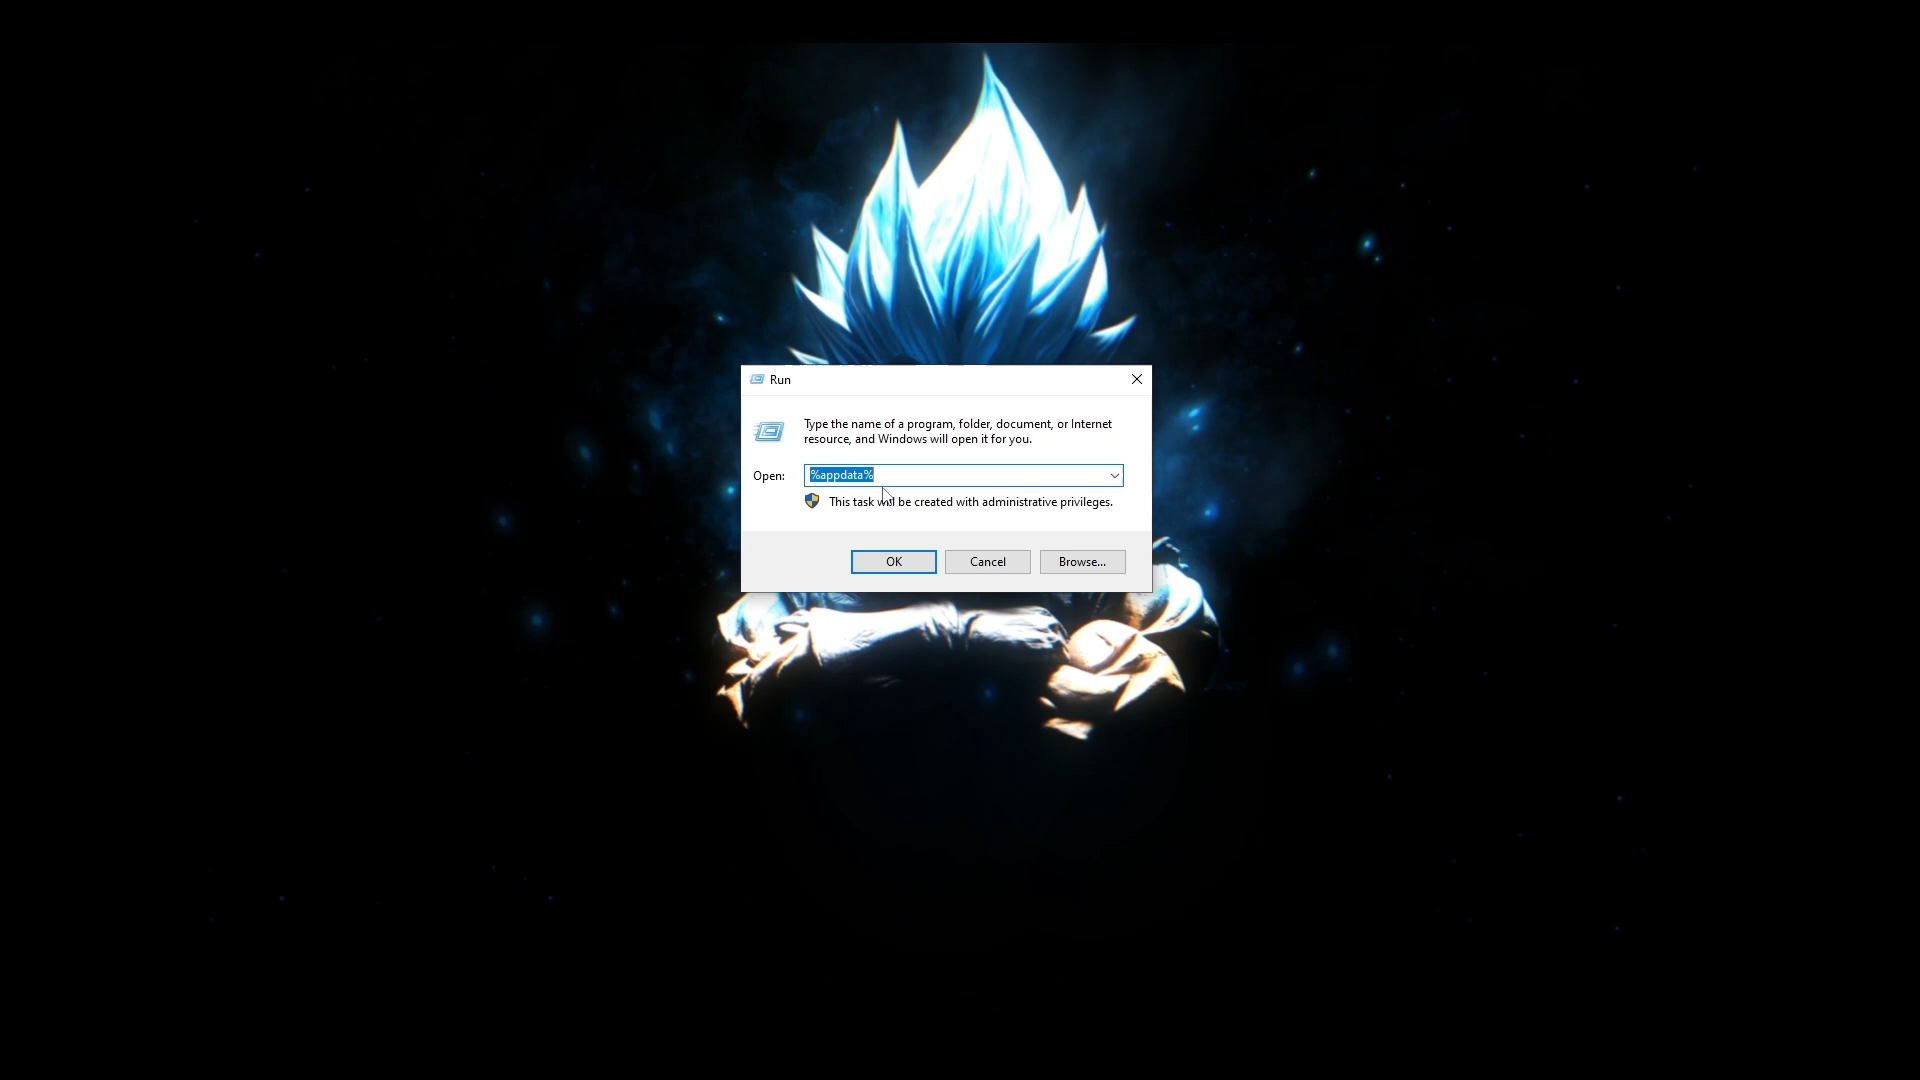 Run
Type the name of a program, folder, document, or Internet
resource, and Windows will open it for you.
Open: %appdata%
This task will be created with administrative privileges.
OK Cancel Browse...